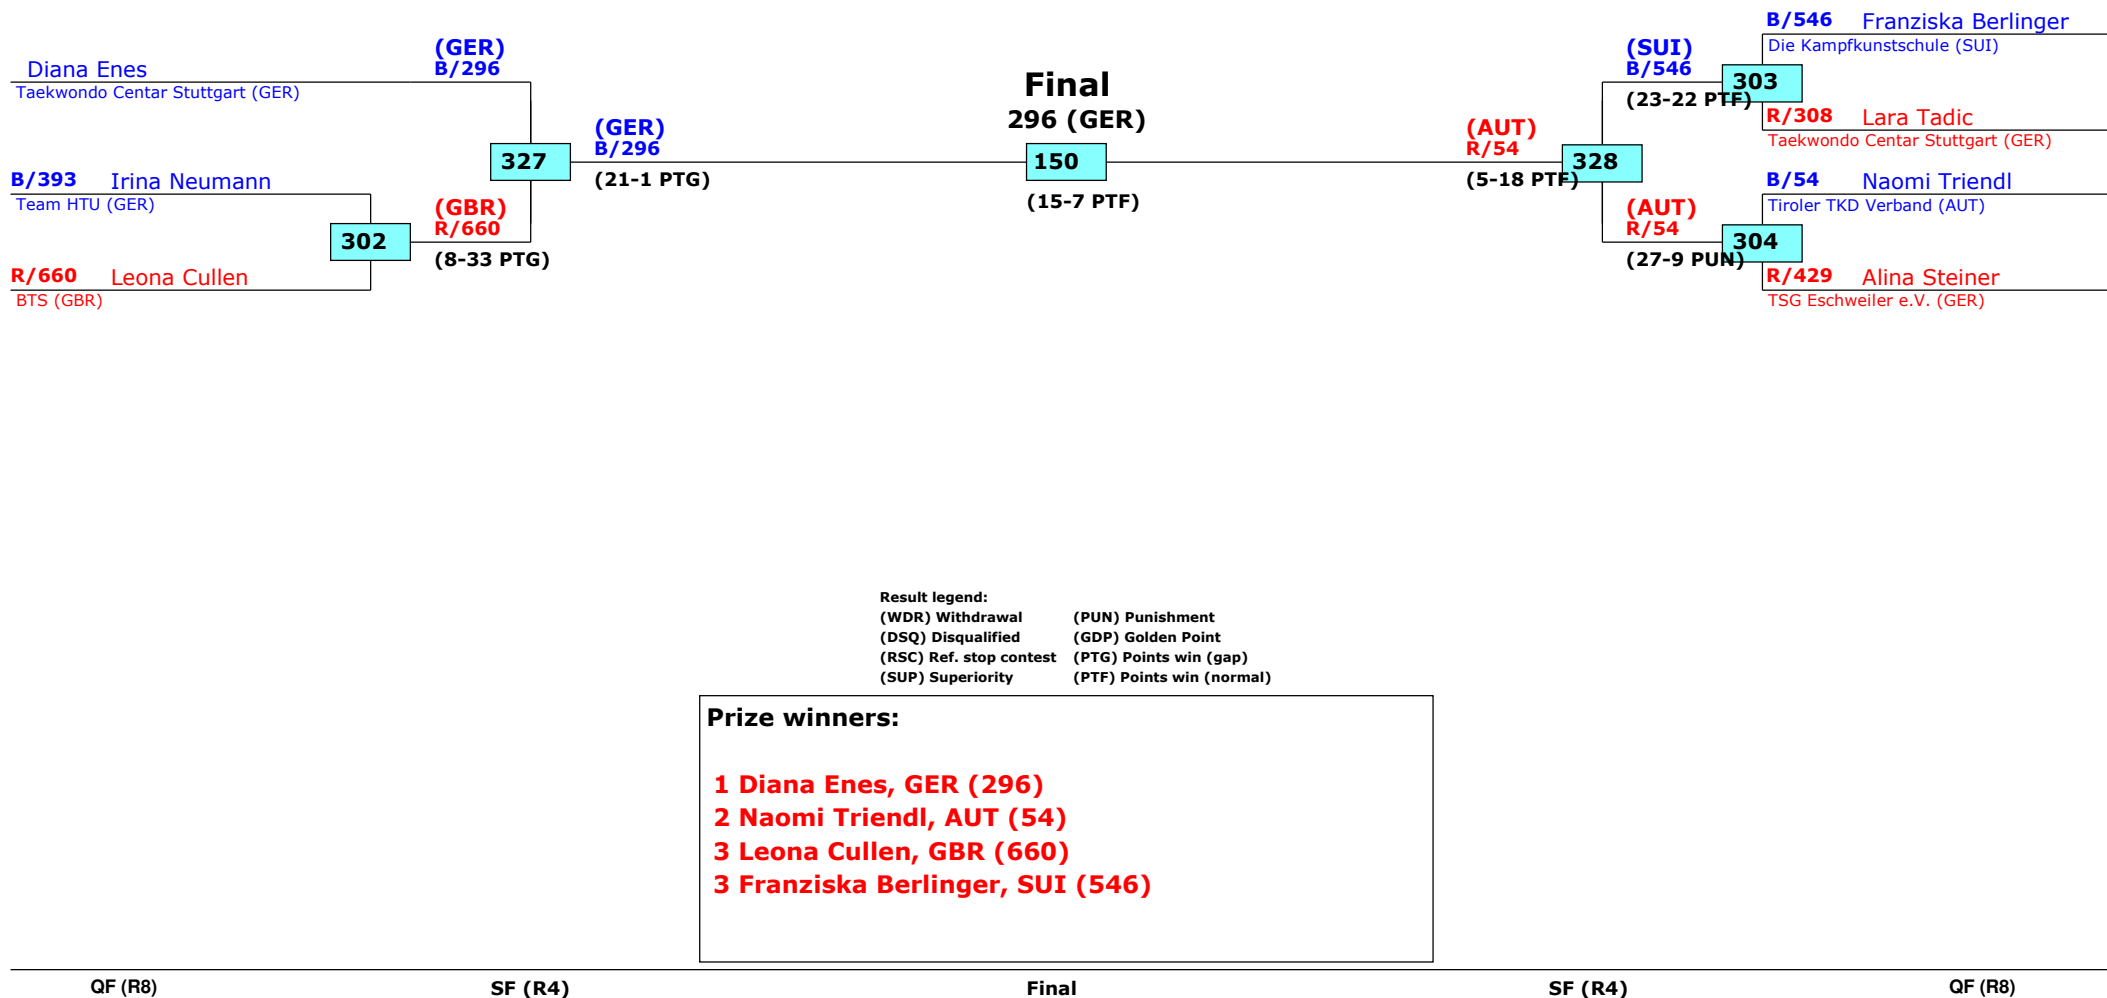 Diana Enes
Taekwondo Centar Stuttgart (GER)
(GER)
B/296
B/393 Irina Neumann
Team HTU (GER)
302
R/660 Leona Cullen
BTS (GBR)
(GBR)
R/660
(8-33 PTG)
327
(GER)
B/296
(21-1 PTG)
Final
296 (GER)
150
(15-7 PTF)
(AUT)
R/54
(5-18 PTF)
328
(SUI)
B/546
(23-22 PTF)
303
B/546 Franziska Berlinger
Die Kampfkunstschule (SUI)
R/308 Lara Tadic
Taekwondo Centar Stuttgart (GER)
(AUT)
R/54
(27-9 PUN)
304
B/54 Naomi Triendl
Tiroler TKD Verband (AUT)
R/429 Alina Steiner
TSG Eschweiler e.V. (GER)
Result legend:
(WDR) Withdrawal (PUN) Punishment
(DSQ) Disqualified (GDP) Golden Point
(RSC) Ref. stop contest (PTG) Points win (gap)
(SUP) Superiority (PTF) Points win (normal)
Prize winners:
1 Diana Enes, GER (296)
2 Naomi Triendl, AUT (54)
3 Leona Cullen, GBR (660)
3 Franziska Berlinger, SUI (546)
QF (R8) SF (R4) Final SF (R4) QF (R8)